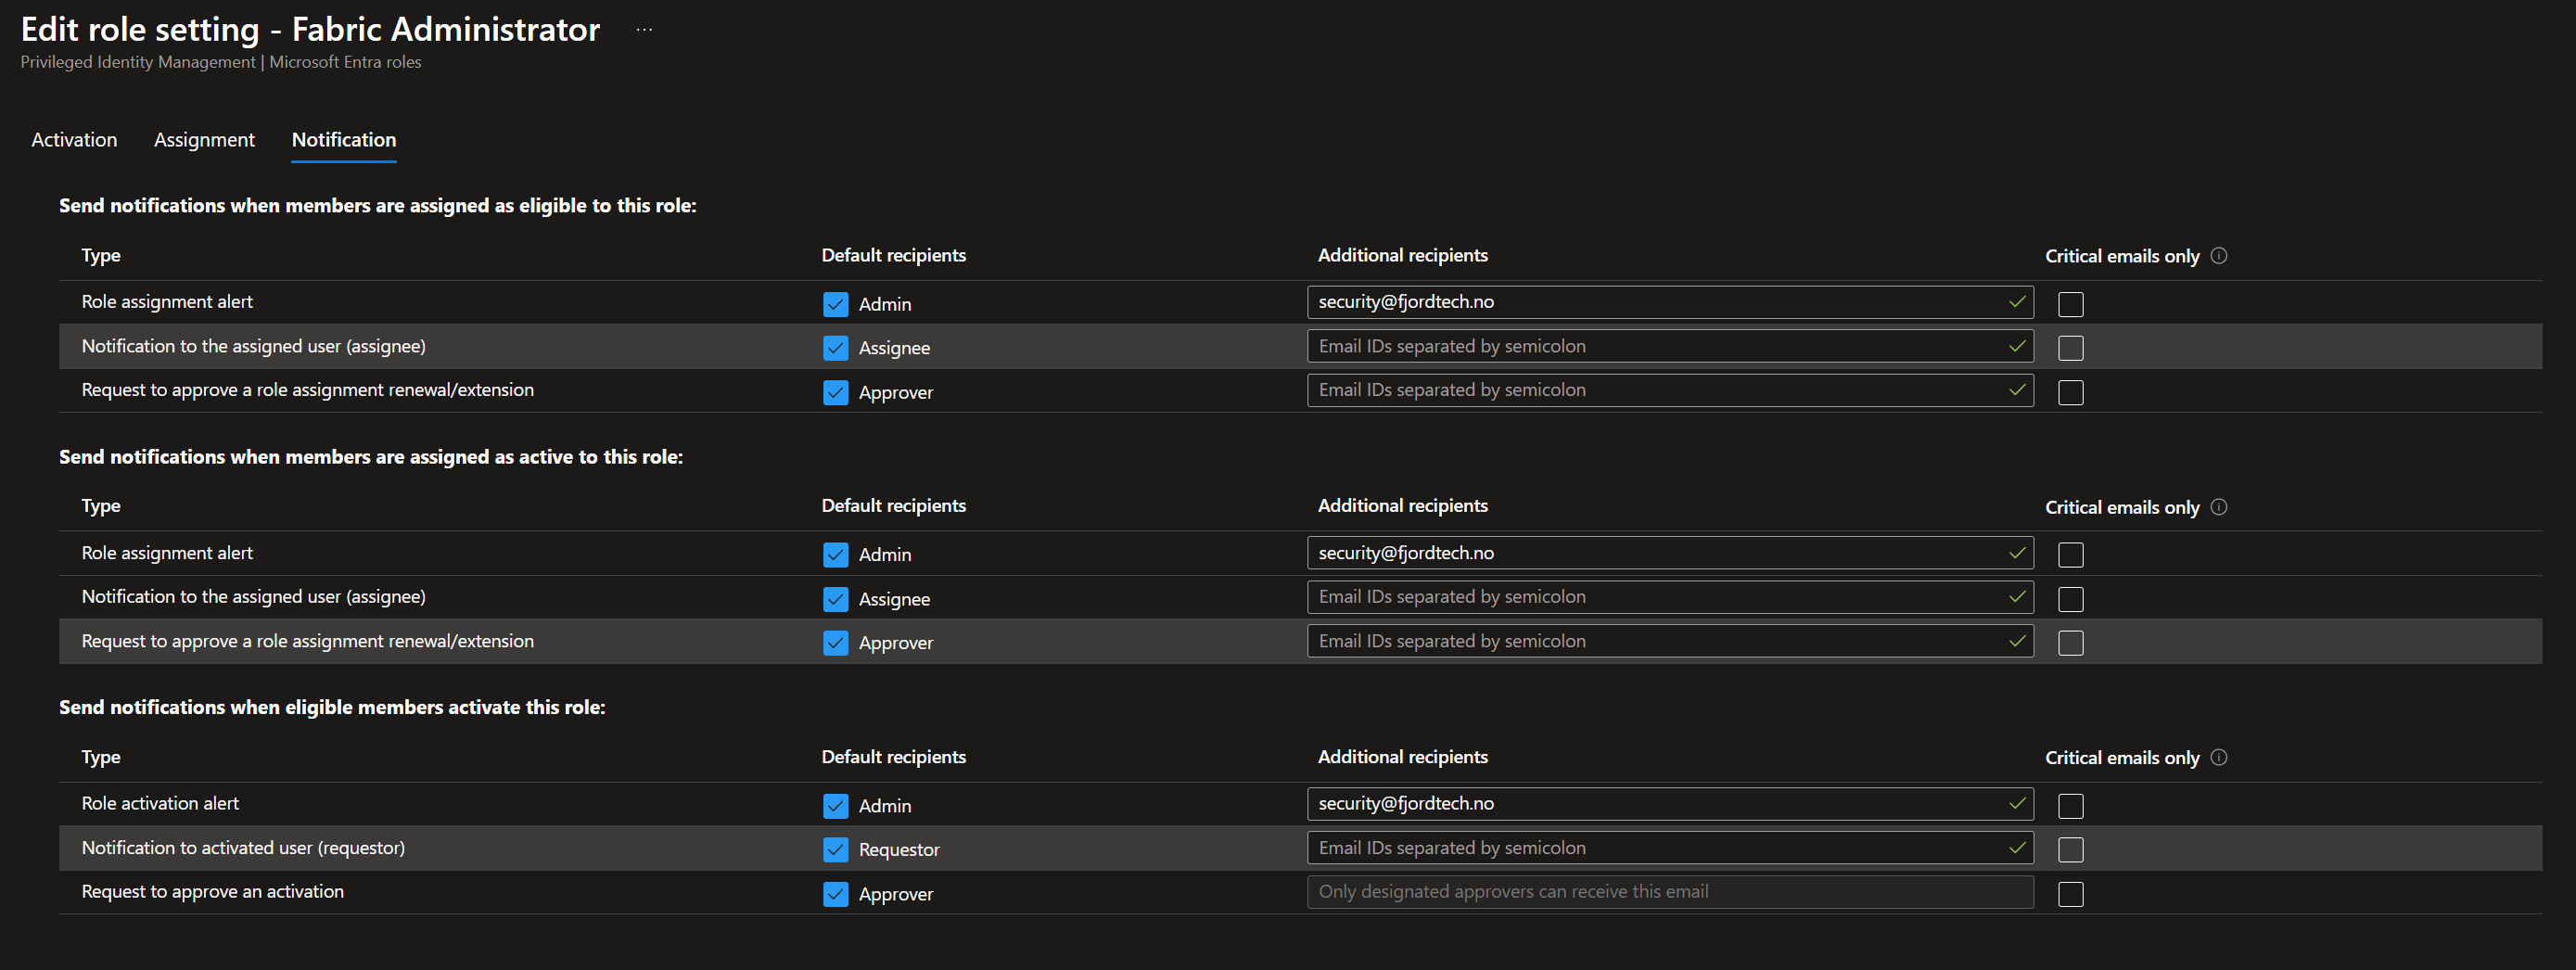 Edit role setting - Fabric Administrator ...
Privileged Identity Management | Microsoft Entra roles
Activation Assignment Notification
Send notifications when members are assigned as eligible to this role:
Type Default recipients Additional recipients Critical emails only
Role assignment alert Admin security@fjordtech.no
Notification to the assigned user (assignee) Assignee Email IDs separated by semicolon
Request to approve a role assignment renewal/extension Approver Email IDs separated by semicolon
Send notifications when members are assigned as active to this role:
Type Default recipients Additional recipients Critical emails only
Role assignment alert Admin security@fjordtech.no
Notification to the assigned user (assignee) Assignee Email IDs separated by semicolon
Request to approve a role assignment renewal/extension Approver Email IDs separated by semicolon
Send notifications when eligible members activate this role:
Type Default recipients Additional recipients Critical emails only
Role activation alert Admin security@fjordtech.no
Notification to activated user (requestor) Requestor Email IDs separated by semicolon
Request to approve an activation Approver Only designated approvers can receive this email